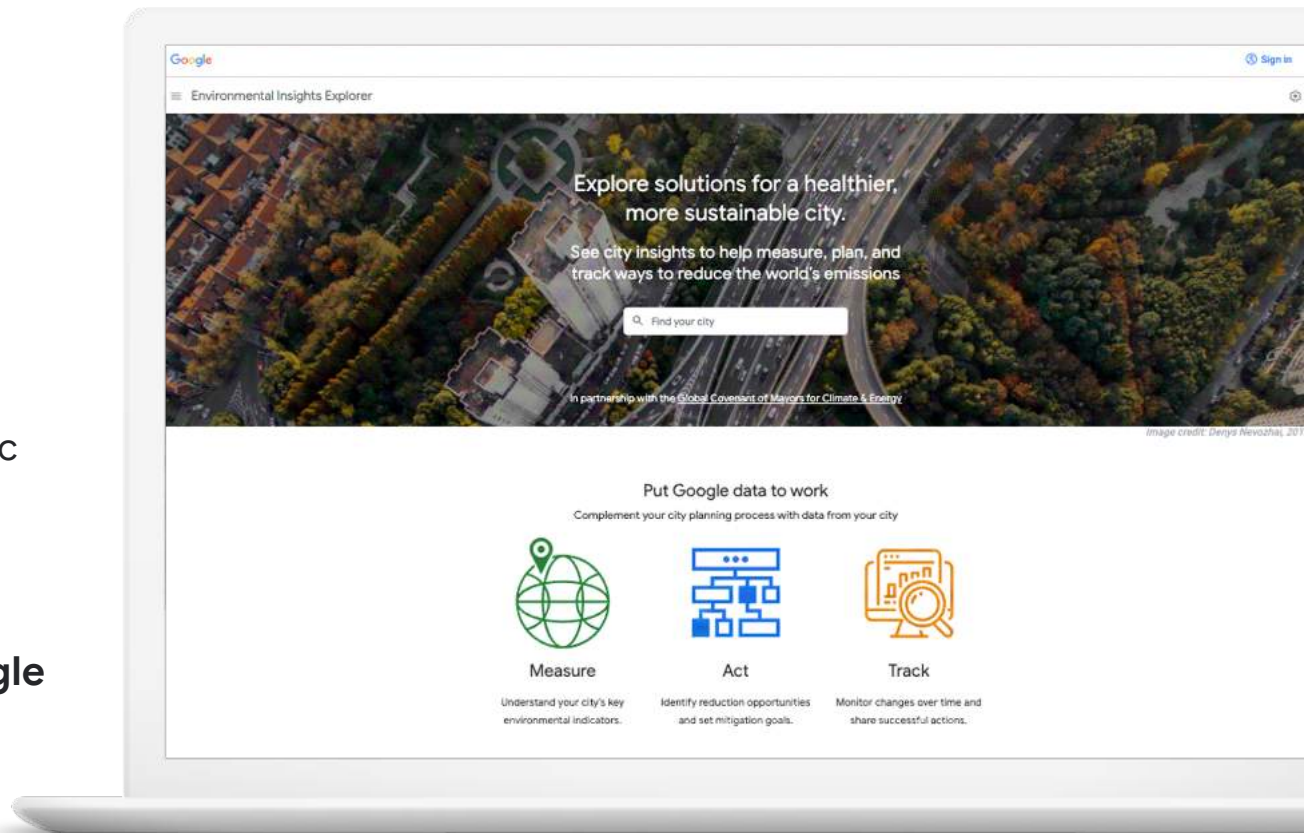 c
gle
Google
Sign in
Environmental Insights Explorer
Explore solutions for a healthier,
more sustainable city.
See city insights to help measure, plan, and
track ways to reduce the world's emissions
Find your city
In partnership with the Global Covenant of Mayors for Climate & Energy
Image credit: Denys Nevozhai, 201
Put Google data to work
Complement your city planning process with data from your city
Measure
Understand your city's key
environmental indicators.
Act
Identify reduction opportunities
and set mitigation goals.
Track
Monitor changes over time and
share successful actions.